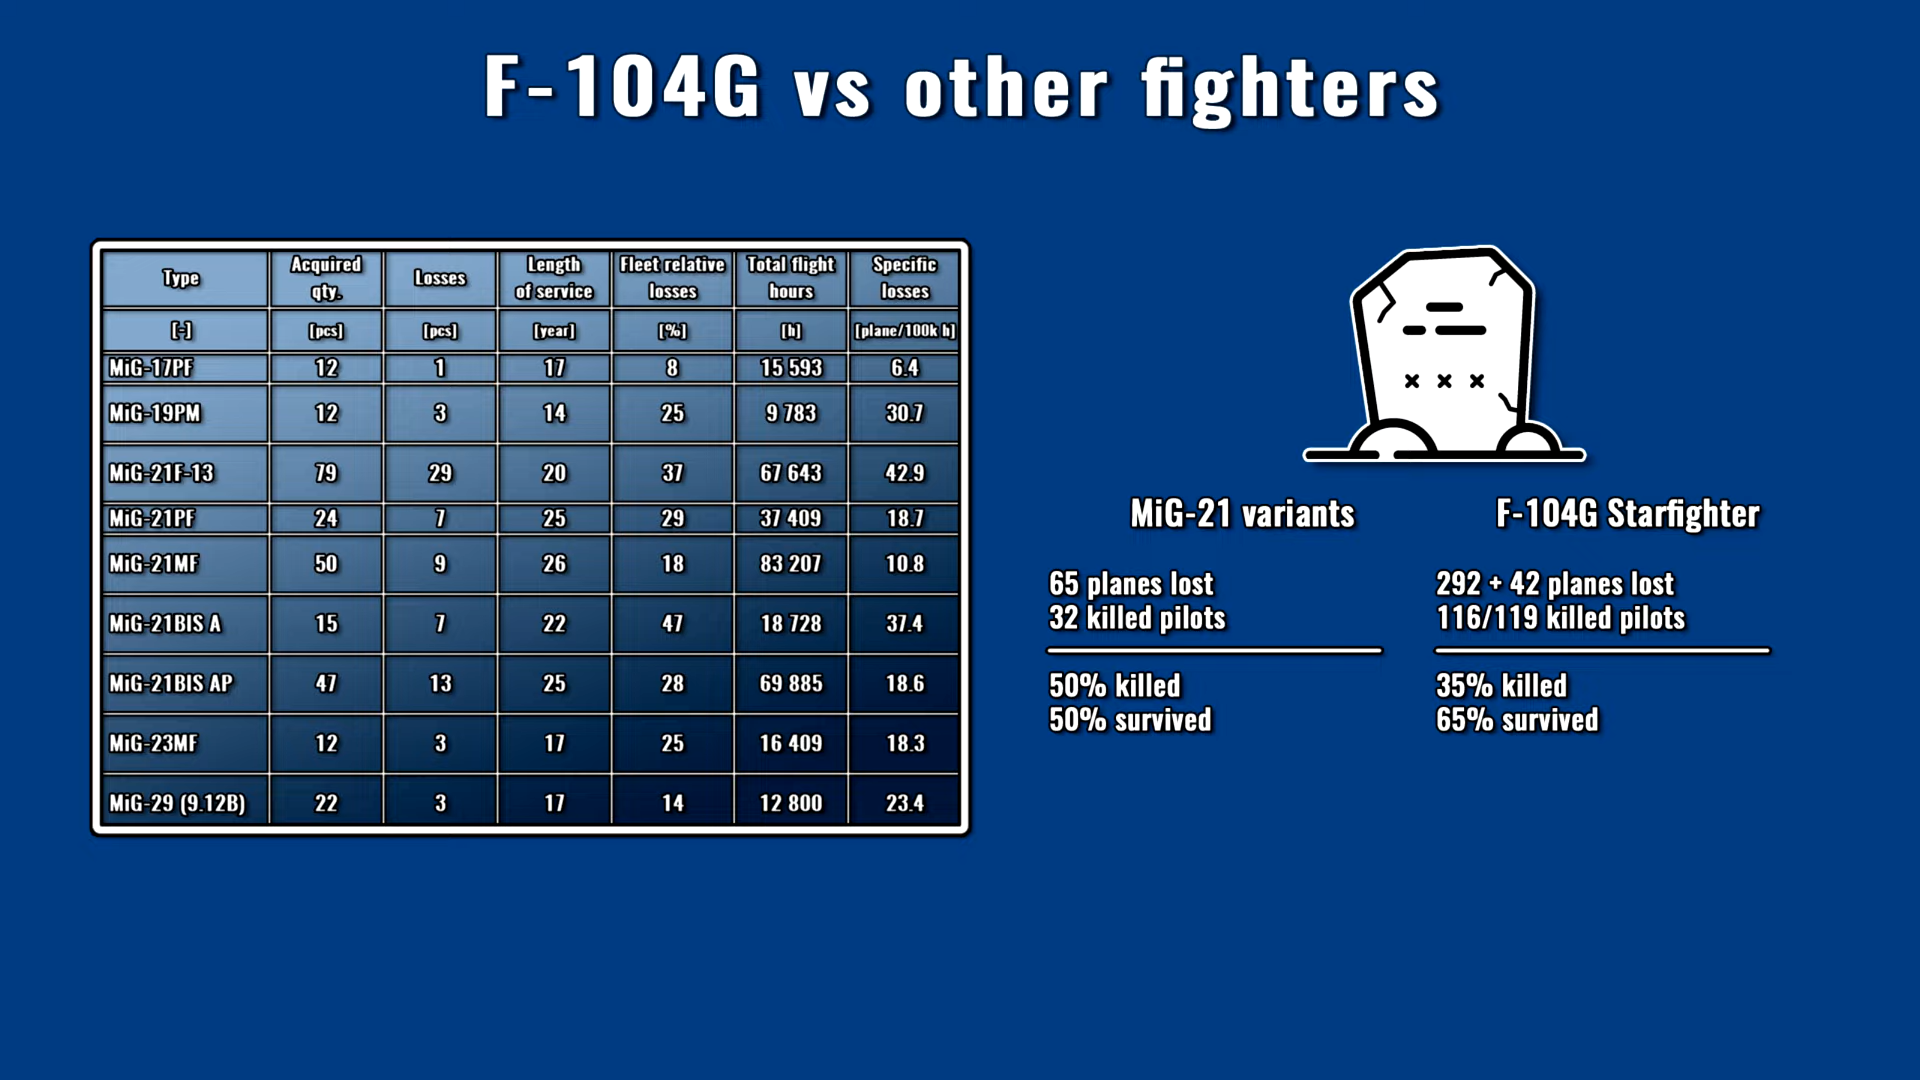 F-104G vs other fighters
Type Acquired qty. Losses Length of service Fleet relative losses Total flight hours Specific losses
[-] [pcs] [pcs] [year] [%] [h] [plane/100k h]
MiG-17PF 12 1 17 8 15 593 6.4
MiG-19PM 12 3 14 25 9 783 30.7
MiG-21F-13 79 29 20 37 67 643 42.9
MiG-21PF 24 7 25 29 37 409 18.7
MiG-21MF 50 9 26 18 83 207 10.8
MiG-21BIS A 15 7 22 47 18 728 37.4
MiG-21BIS AP 47 13 25 28 69 885 18.6
MiG-23MF 12 3 17 25 16 409 18.3
MiG-29 (9.12B) 22 3 17 14 12 800 23.4
MiG-21 variants
65 planes lost
32 killed pilots
50% killed
50% survived
F-104G Starfighter
292 + 42 planes lost
116/119 killed pilots
35% killed
65% survived